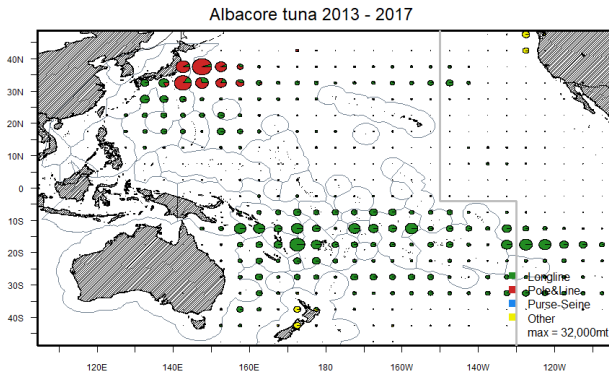 Albacore tuna 2013 - 2017
40N
30N
20N
10N
0
10S
20S
30S
40S
Longline
Pole&Line
Purse-Seine
Other
max = 32,000mt
120E 140E 160E 180 160W 140W 120W